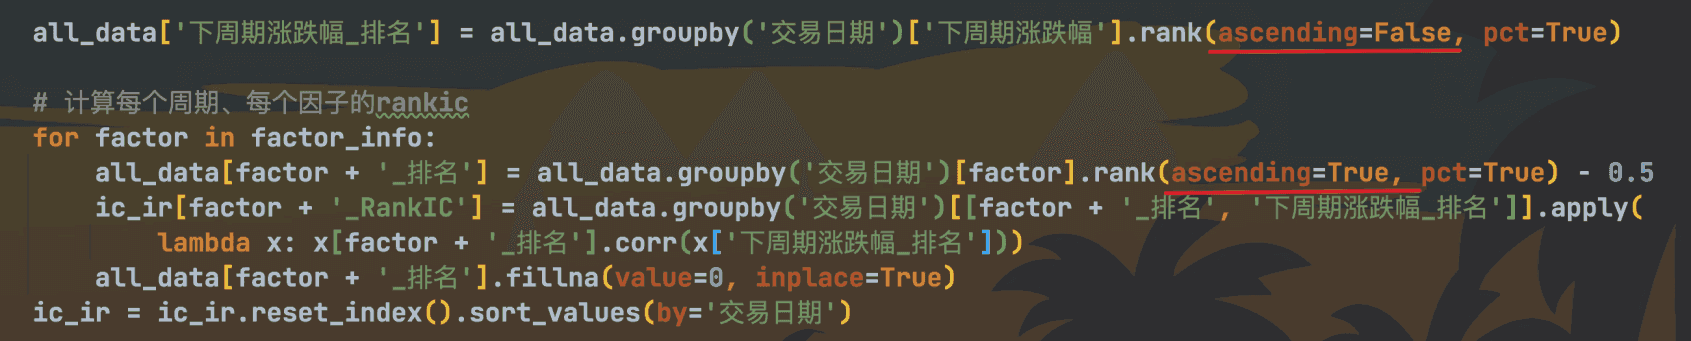 all_data['下周期涨跌幅_排名'] = all_data.groupby('交易日期')['下周期涨跌幅'].rank(ascending=False, pct=True)
# 计算每个周期、每个因子的rankic
for factor in factor_info:
all_data[factor + '_排名'] = all_data.groupby('交易日期')[factor].rank(ascending=True, pct=True) - 0.5
ic_ir[factor + '_RankIC'] = all_data.groupby('交易日期')[[factor + '_排名', '下周期涨跌幅_排名']].apply(
lambda x: x[factor + '_排名'].corr(x['下周期涨跌幅_排名']))
all_data[factor + '_排名'].fillna(value=0, inplace=True)
ic_ir = ic_ir.reset_index().sort_values(by='交易日期')